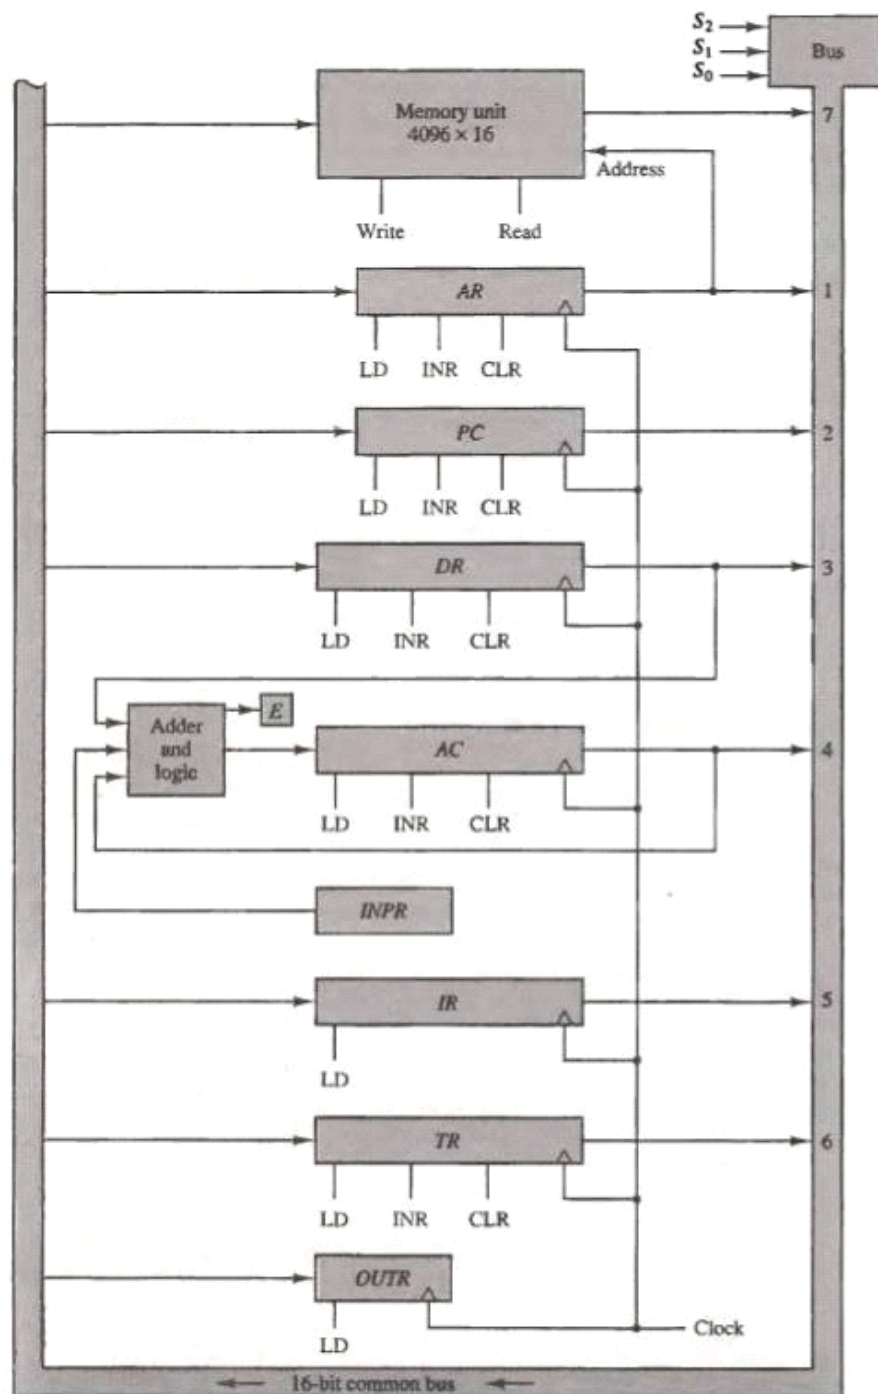 S2
S1
S0
Bus
Memory unit
4096 × 16
7
Address
Write
Read
AR
1
LD
INR
CLR
PC
2
LD
INR
CLR
DR
3
LD
INR
CLR
Adder
and
logic
E
AC
4
LD
INR
CLR
INPR
IR
5
LD
TR
6
LD
INR
CLR
OUTR
LD
Clock
16-bit common bus